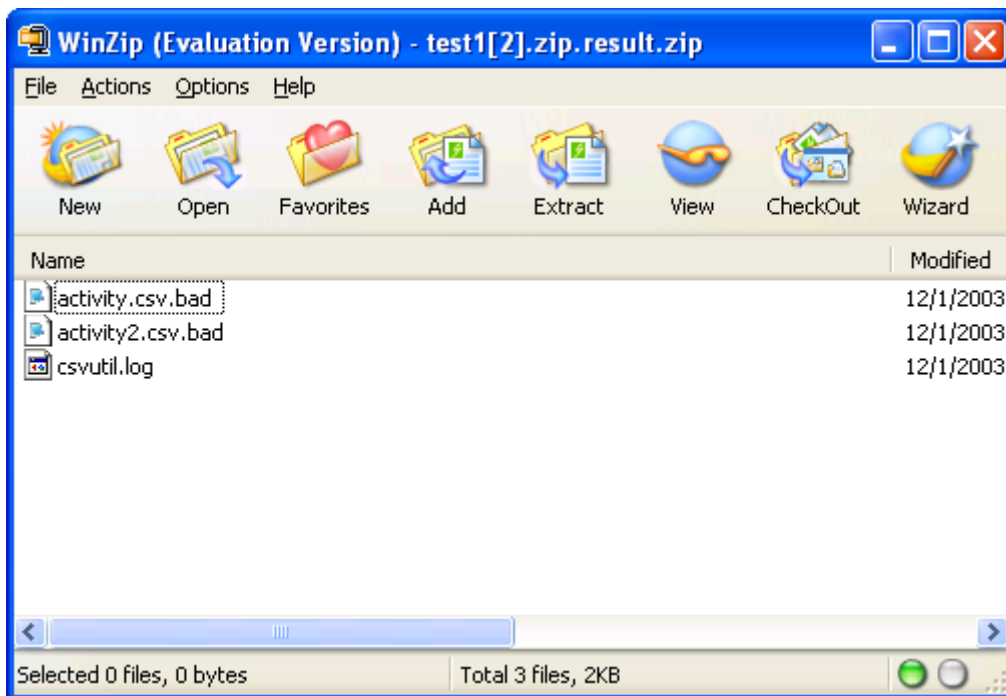 WinZip (Evaluation Version) - test1[2].zip.result.zip
File Actions Options Help
New Open Favorites Add Extract View CheckOut Wizard
Name Modified
activity.csv.bad 12/1/2003
activity2.csv.bad 12/1/2003
csvutil.log 12/1/2003
Selected 0 files, 0 bytes Total 3 files, 2KB